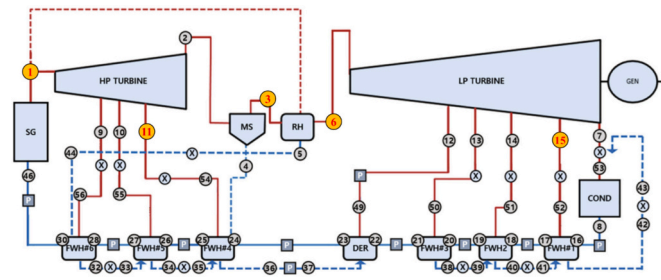 2
1
HP TURBINE
3
6
LP TURBINE
GEN
9
10
11
MS
RH
12
13
14
15
7
SG
44
4
5
X
53
43
46
X
X
X
X
X
X
X
COND
X
P
56
55
54
P
49
50
51
52
8
42
30 28
27 26
25 24
23 22
21 20
19 18
17 16
P
P
P
P
P
P
P
FWH#6
FWH#5
FWH#4
DER
FWH#3
FWH2
FWH#1
32 X 33
34 X 35
36 P 37
38 X 39
40 X 41